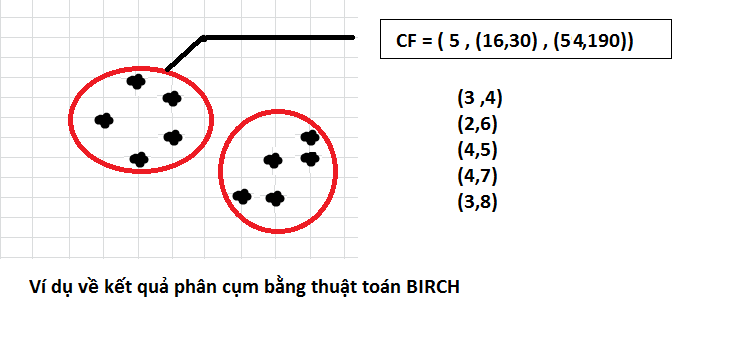 CF = ( 5 , (16,30) , (54,190))
(3 ,4)
(2,6)
(4,5)
(4,7)
(3,8)
Ví dụ về kết quả phân cụm bằng thuật toán BIRCH